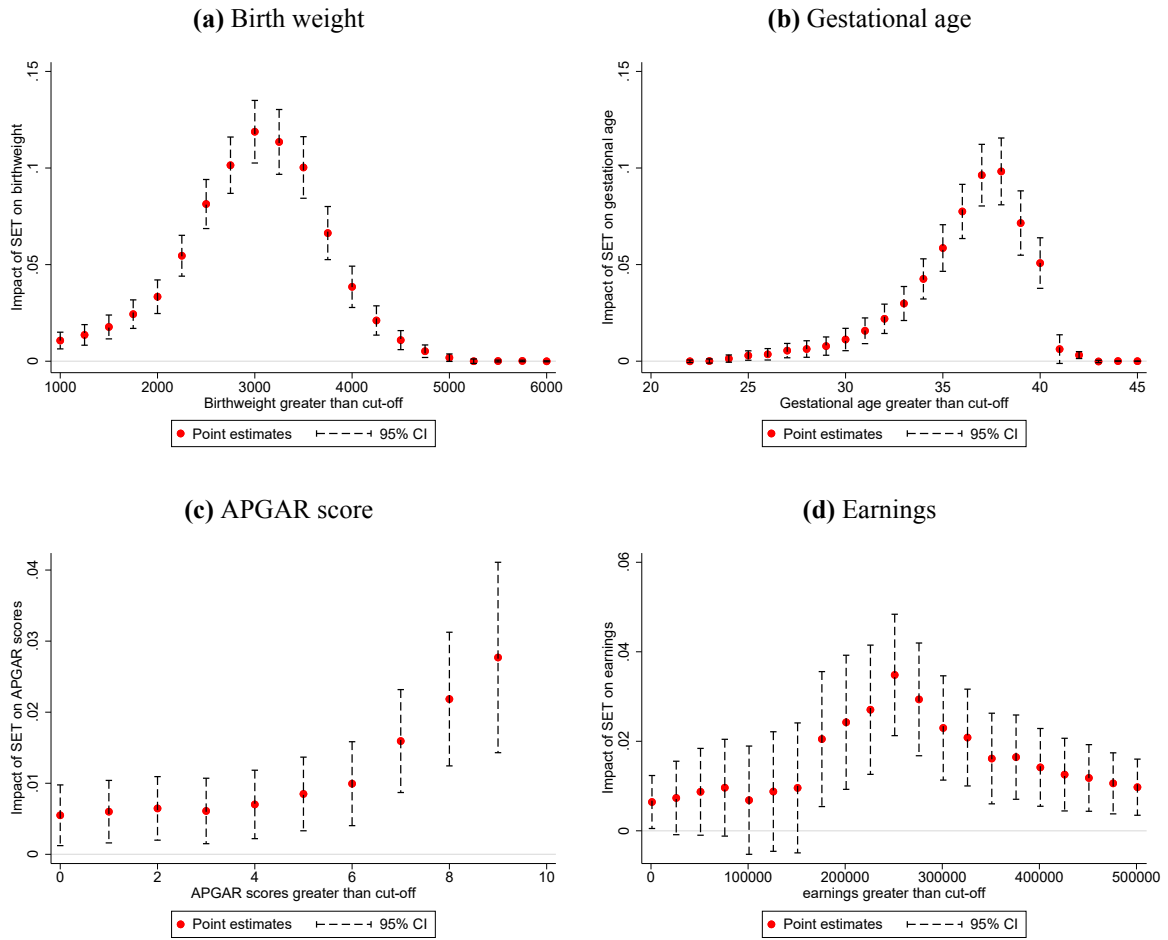 (a) Birth weight
Impact of SET on birthweight
.15
.1
.05
0
1000 2000 3000 4000 5000 6000
Birthweight greater than cut-off
Point estimates 95% CI
(b) Gestational age
Impact of SET on gestational age
.15
.1
.05
0
20 25 30 35 40 45
Gestational age greater than cut-off
Point estimates 95% CI
(c) APGAR score
Impact of SET on APGAR scores
.04
.03
.02
.01
0
0 2 4 6 8 10
APGAR scores greater than cut-off
Point estimates 95% CI
(d) Earnings
Impact of SET on earnings
.06
.04
.02
0
0 100000 200000 300000 400000 500000
earnings greater than cut-off
Point estimates 95% CI